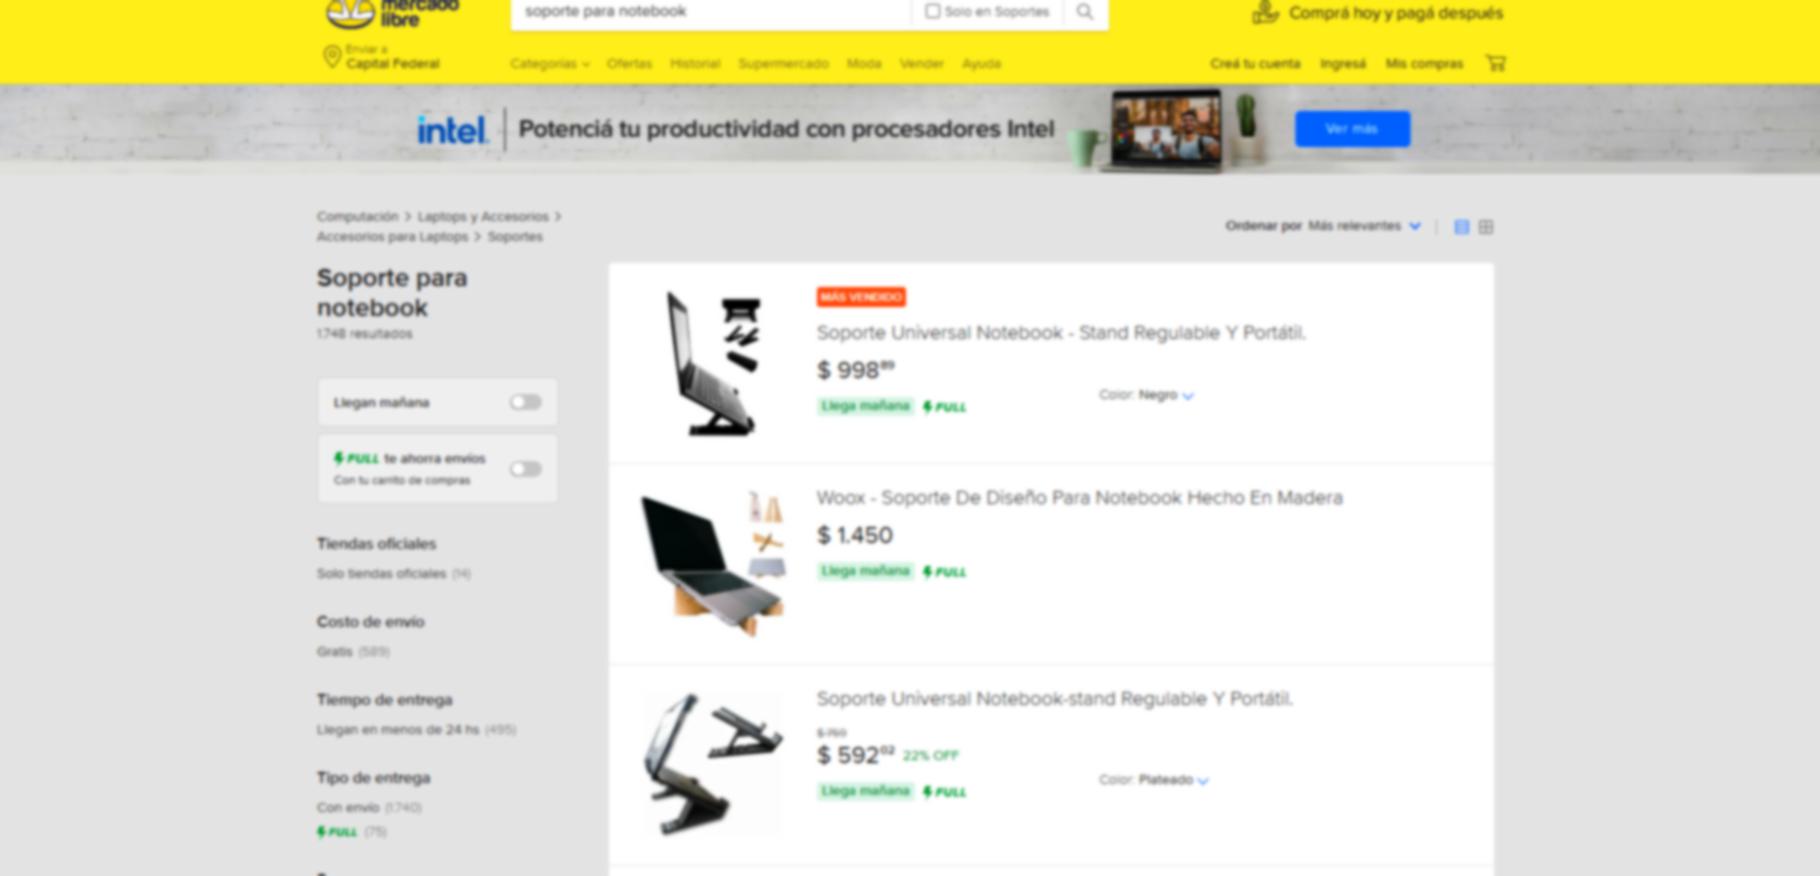 mercado
libre
soporte para notebook
Solo en Soportes
Comprá hoy y pagá después
Enviar a
Capital Federal
Categorías
Ofertas
Historial
Supermercado
Moda
Vender
Ayuda
Creá tu cuenta
Ingresá
Mis compras
intel
Potenciá tu productividad con procesadores Intel
Ver más
Computación > Laptops y Accesorios >
Accesorios para Laptops > Soportes
Ordenar por Más relevantes
Soporte para
notebook
1.748 resultados
Llegan mañana
FULL te ahorra envíos
Con tu carrito de compras
Tiendas oficiales
Solo tiendas oficiales (14)
Costo de envío
Gratis (589)
Tiempo de entrega
Llegan en menos de 24 hs (495)
Tipo de entrega
Con envío (1.740)
FULL (75)
MÁS VENDIDO
Soporte Universal Notebook - Stand Regulable Y Portátil.
$ 998 89
Llega mañana FULL
Color: Negro
Woox - Soporte De Diseño Para Notebook Hecho En Madera
$ 1.450
Llega mañana FULL
Soporte Universal Notebook-stand Regulable Y Portátil.
$ 759
$ 592 02 22% OFF
Llega mañana FULL
Color: Plateado